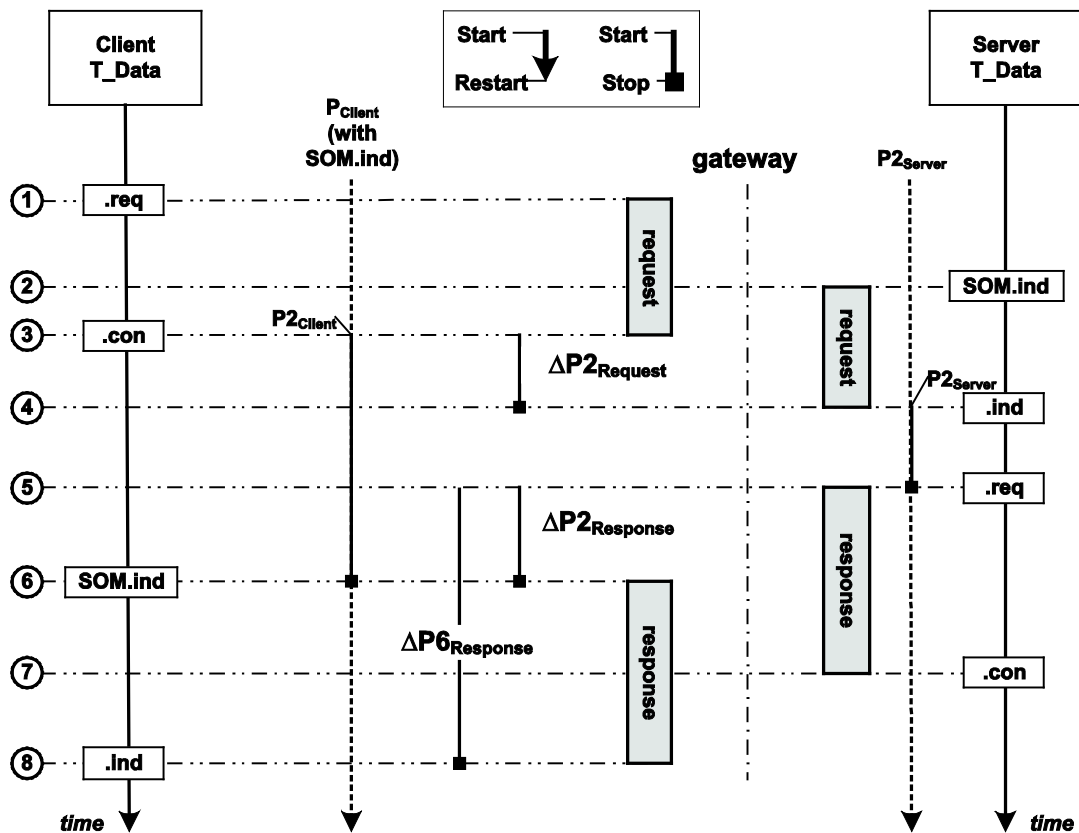 Client
T_Data
Start
Restart
Start
Stop
Server
T_Data
PClient
(with
SOM.ind)
gateway
P2Server
1
.req
request
2
SOM.ind
request
3
.con
P2Client
ΔP2Request
P2Server
4
.ind
5
.req
ΔP2Response
response
6
SOM.ind
response
ΔP6Response
7
.con
8
.ind
time
time